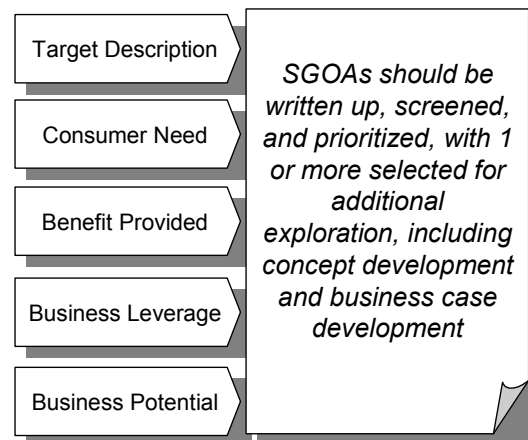 Target Description
Consumer Need
Benefit Provided
Business Leverage
Business Potential
SGOAs should be
written up, screened,
and prioritized, with 1
or more selected for
additional
exploration, including
concept development
and business case
development